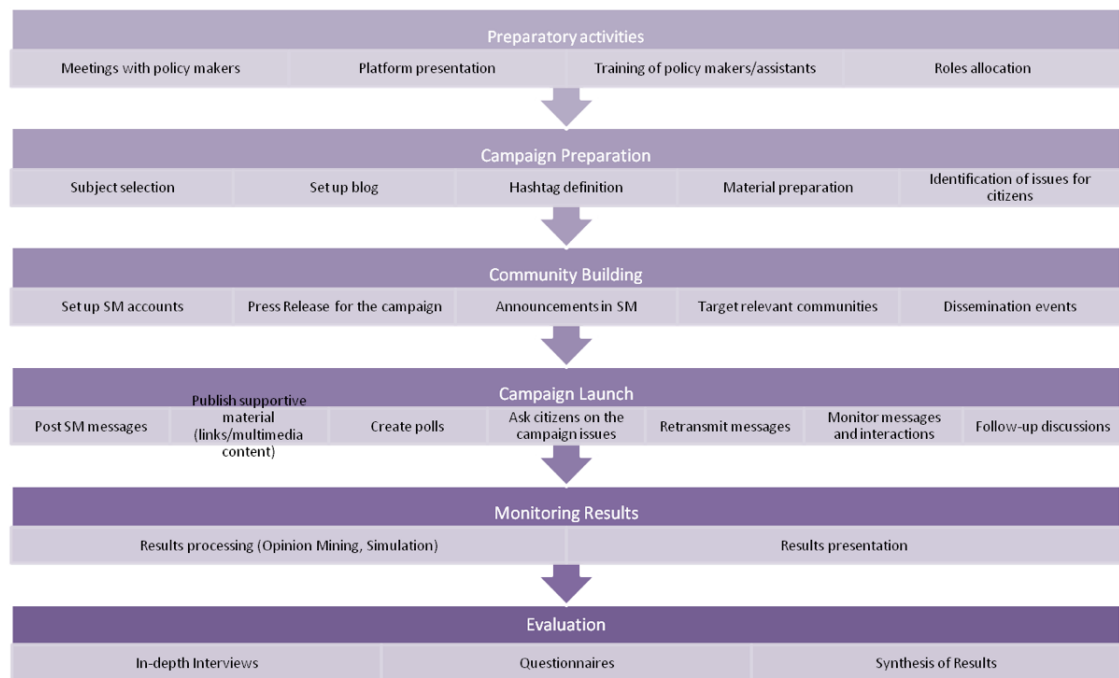 Preparatory activities
Meetings with policy makers
Platform presentation
Training of policy makers/assistants
Roles allocation
Campaign Preparation
Subject selection
Set up blog
Hashtag definition
Material preparation
Identification of issues for
citizens
Community Building
Set up SM accounts
Press Release for the campaign
Announcements in SM
Target relevant communities
Dissemination events
Campaign Launch
Post SM messages
Publish supportive
material
(links/multimedia
content)
Create polls
Ask citizens on the
campaign issues
Retransmit messages
Monitor messages
and interactions
Follow-up discussions
Monitoring Results
Results processing (Opinion Mining, Simulation)
Results presentation
Evaluation
In-depth Interviews
Questionnaires
Synthesis of Results